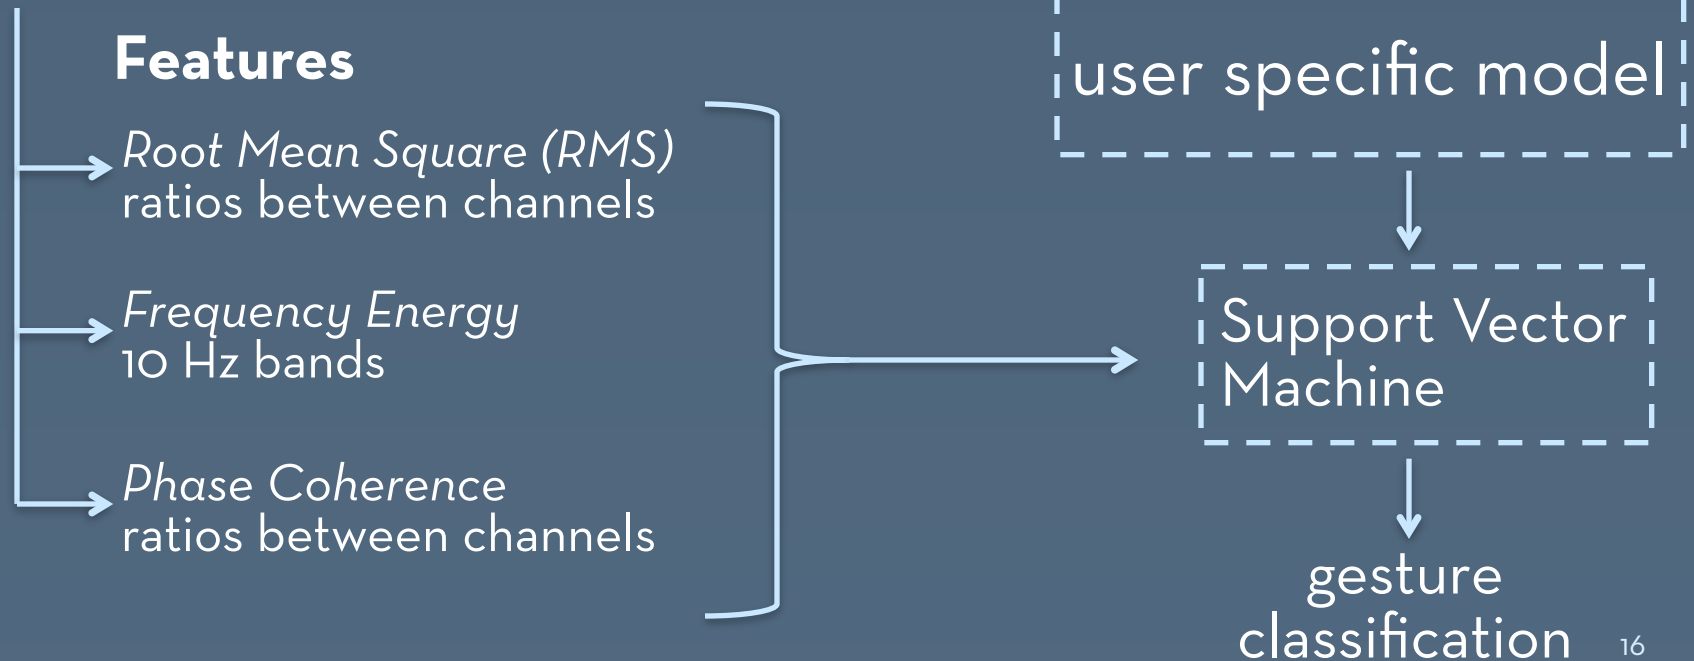 Features
Root Mean Square (RMS)
ratios between channels
Frequency Energy
10 Hz bands
Phase Coherence
ratios between channels
user specific model
Support Vector
Machine
gesture
classification
16